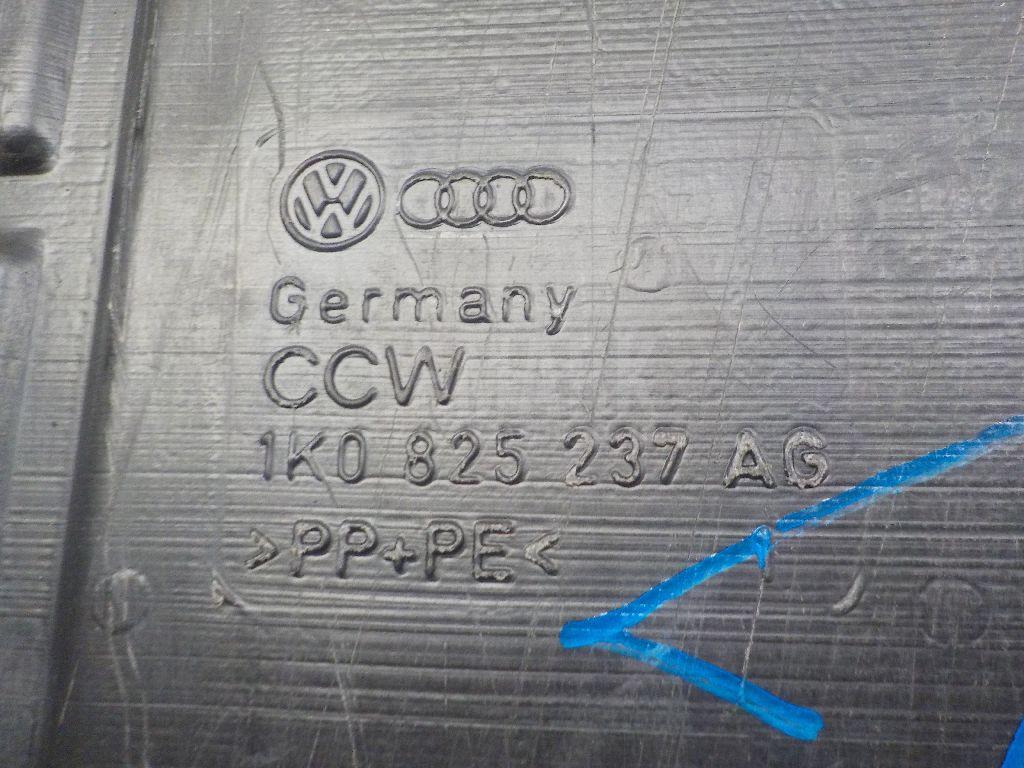 Germany
CCW
1K0 825 237 AG
>PP+PE<